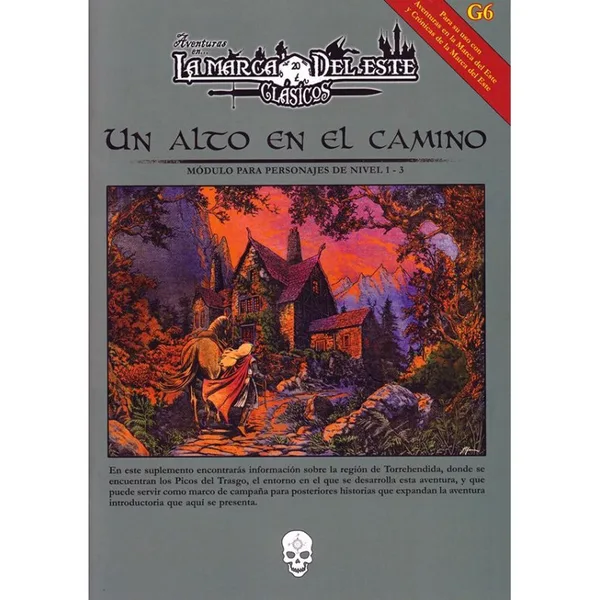 G6
Para su uso con
Aventuras en la Marca del Este
y Crónicas de la Marca del Este
Aventuras
en...
LA MARCA DEL ESTE
20
CLÁSICOS
UN ALTO EN EL CAMINO
MÓDULO PARA PERSONAJES DE NIVEL 1 - 3
En este suplemento encontrarás información sobre la región de Torrehendida, donde se
encuentran los Picos del Trasgo, el entorno en el que se desarrolla esta aventura, y que
puede servir como marco de campaña para posteriores historias que expandan la aventura
introductoria que aquí se presenta.